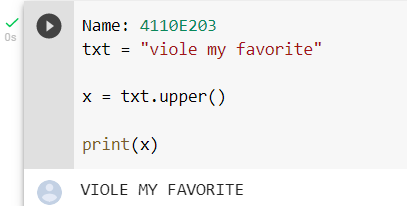 0s
Name: 4110E203
txt = "viole my favorite"
x = txt.upper()
print(x)
VIOLE MY FAVORITE